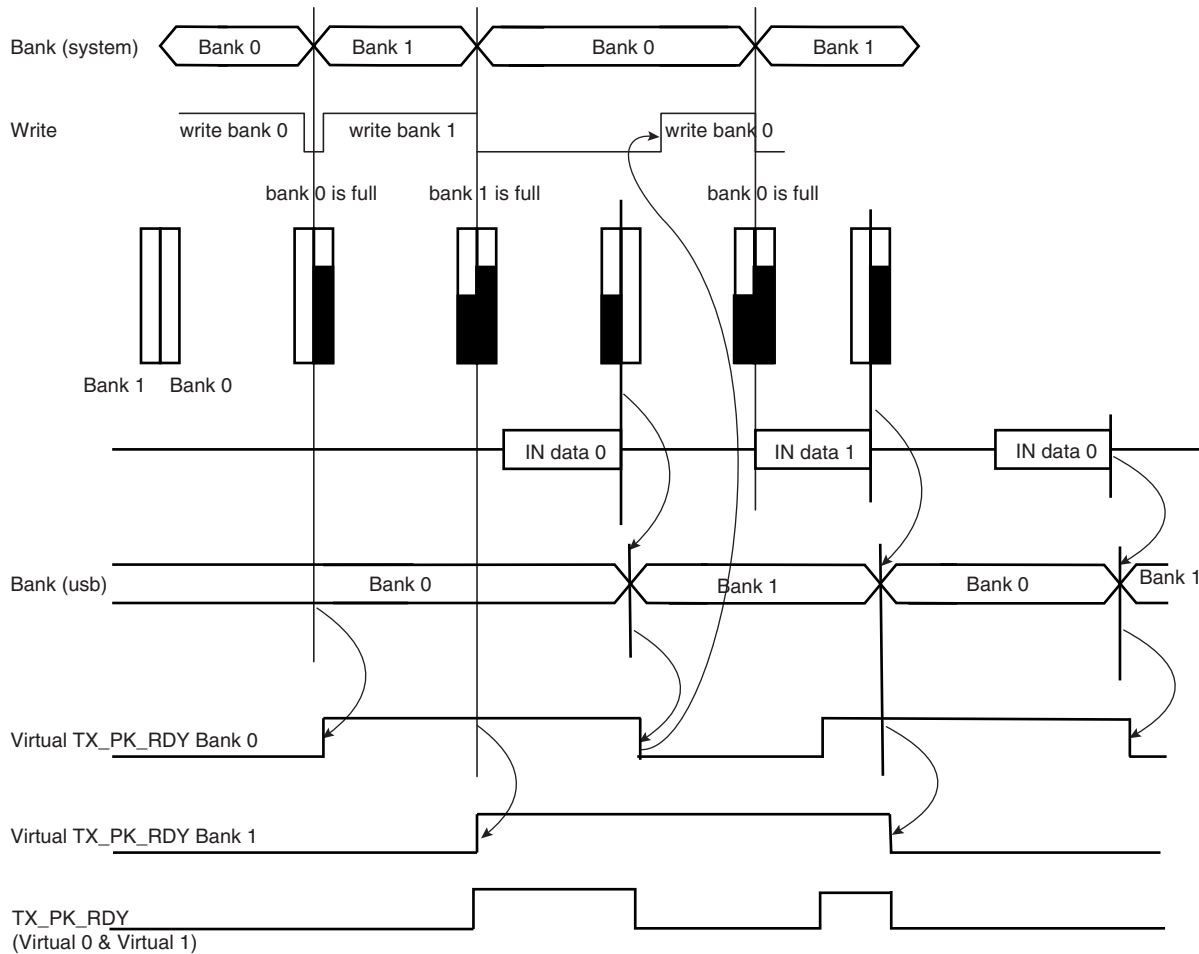 Bank (system)
Bank 0
Bank 1
Bank 0
Bank 1
Write
write bank 0
write bank 1
write bank 0
bank 0 is full
bank 1 is full
bank 0 is full
Bank 1
Bank 0
IN data 0
IN data 1
IN data 0
Bank (usb)
Bank 0
Bank 1
Bank 0
Bank 1
Virtual TX_PK_RDY Bank 0
Virtual TX_PK_RDY Bank 1
TX_PK_RDY
(Virtual 0 & Virtual 1)